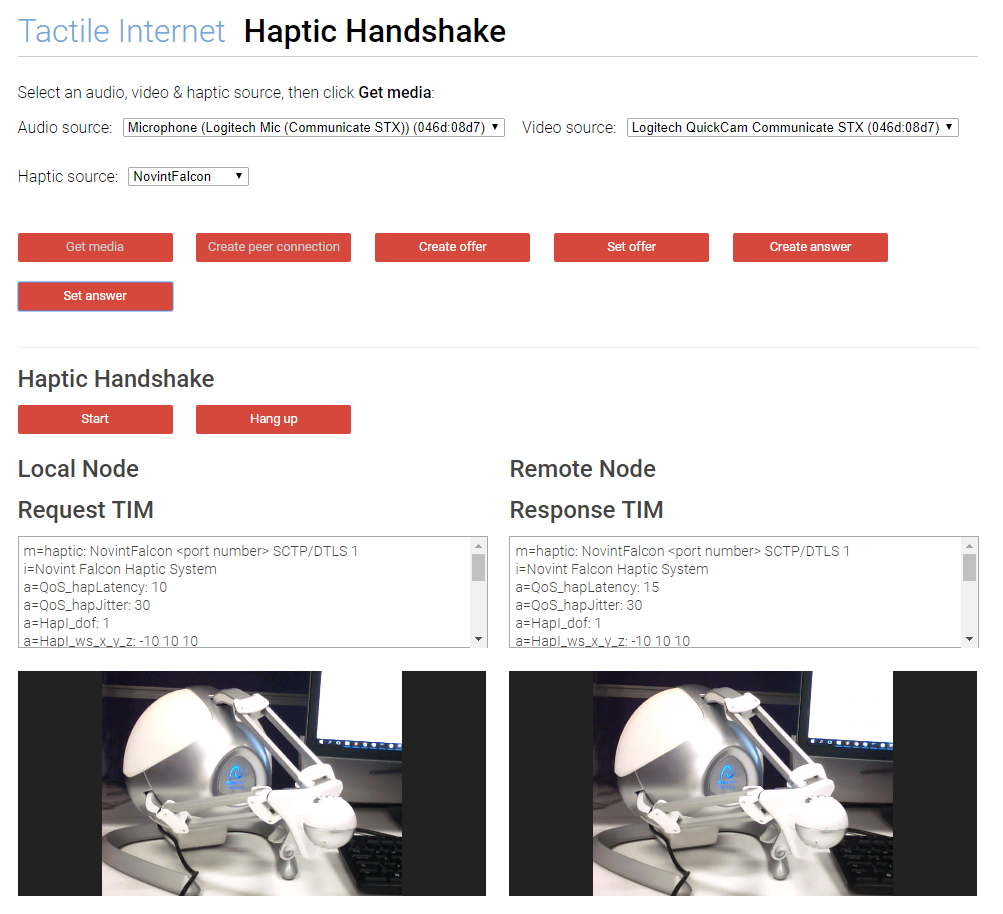 Tactile Internet Haptic Handshake
Select an audio, video & haptic source, then click Get media:
Audio source: Microphone (Logitech Mic (Communicate STX)) (046d:08d7) Video source: Logitech QuickCam Communicate STX (046d:08d7)
Haptic source: NovintFalcon
Get media Create peer connection Create offer Set offer Create answer
Set answer
Haptic Handshake
Start Hang up
Local Node Remote Node
Request TIM Response TIM
m=haptic: NovintFalcon <port number> SCTP/DTLS 1 m=haptic: NovintFalcon <port number> SCTP/DTLS 1
i=Novint Falcon Haptic System i=Novint Falcon Haptic System
a=QoS_hapLatency: 10 a=QoS_hapLatency: 15
a=QoS_hapJitter: 30 a=QoS_hapJitter: 30
a=HapI_dof: 1 a=HapI_dof: 1
a=HapI_ws_x_y_z: -10 10 10 a=HapI_ws_x_y_z: -10 10 10